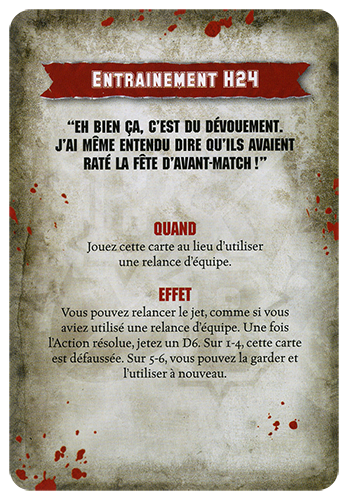 ENTRAINEMENT H24
“EH BIEN ÇA, C’EST DU DÉVOUEMENT.
J’AI MÊME ENTENDU DIRE QU’ILS AVAIENT
RATÉ LA FÊTE D’AVANT-MATCH !”
QUAND
Jouez cette carte au lieu d’utiliser
une relance d’équipe.
EFFET
Vous pouvez relancer le jet, comme si vous
aviez utilisé une relance d’équipe. Une fois
l’Action résolue, jetez un D6. Sur 1-4, cette carte
est défaussée. Sur 5-6, vous pouvez la garder et
l’utiliser à nouveau.